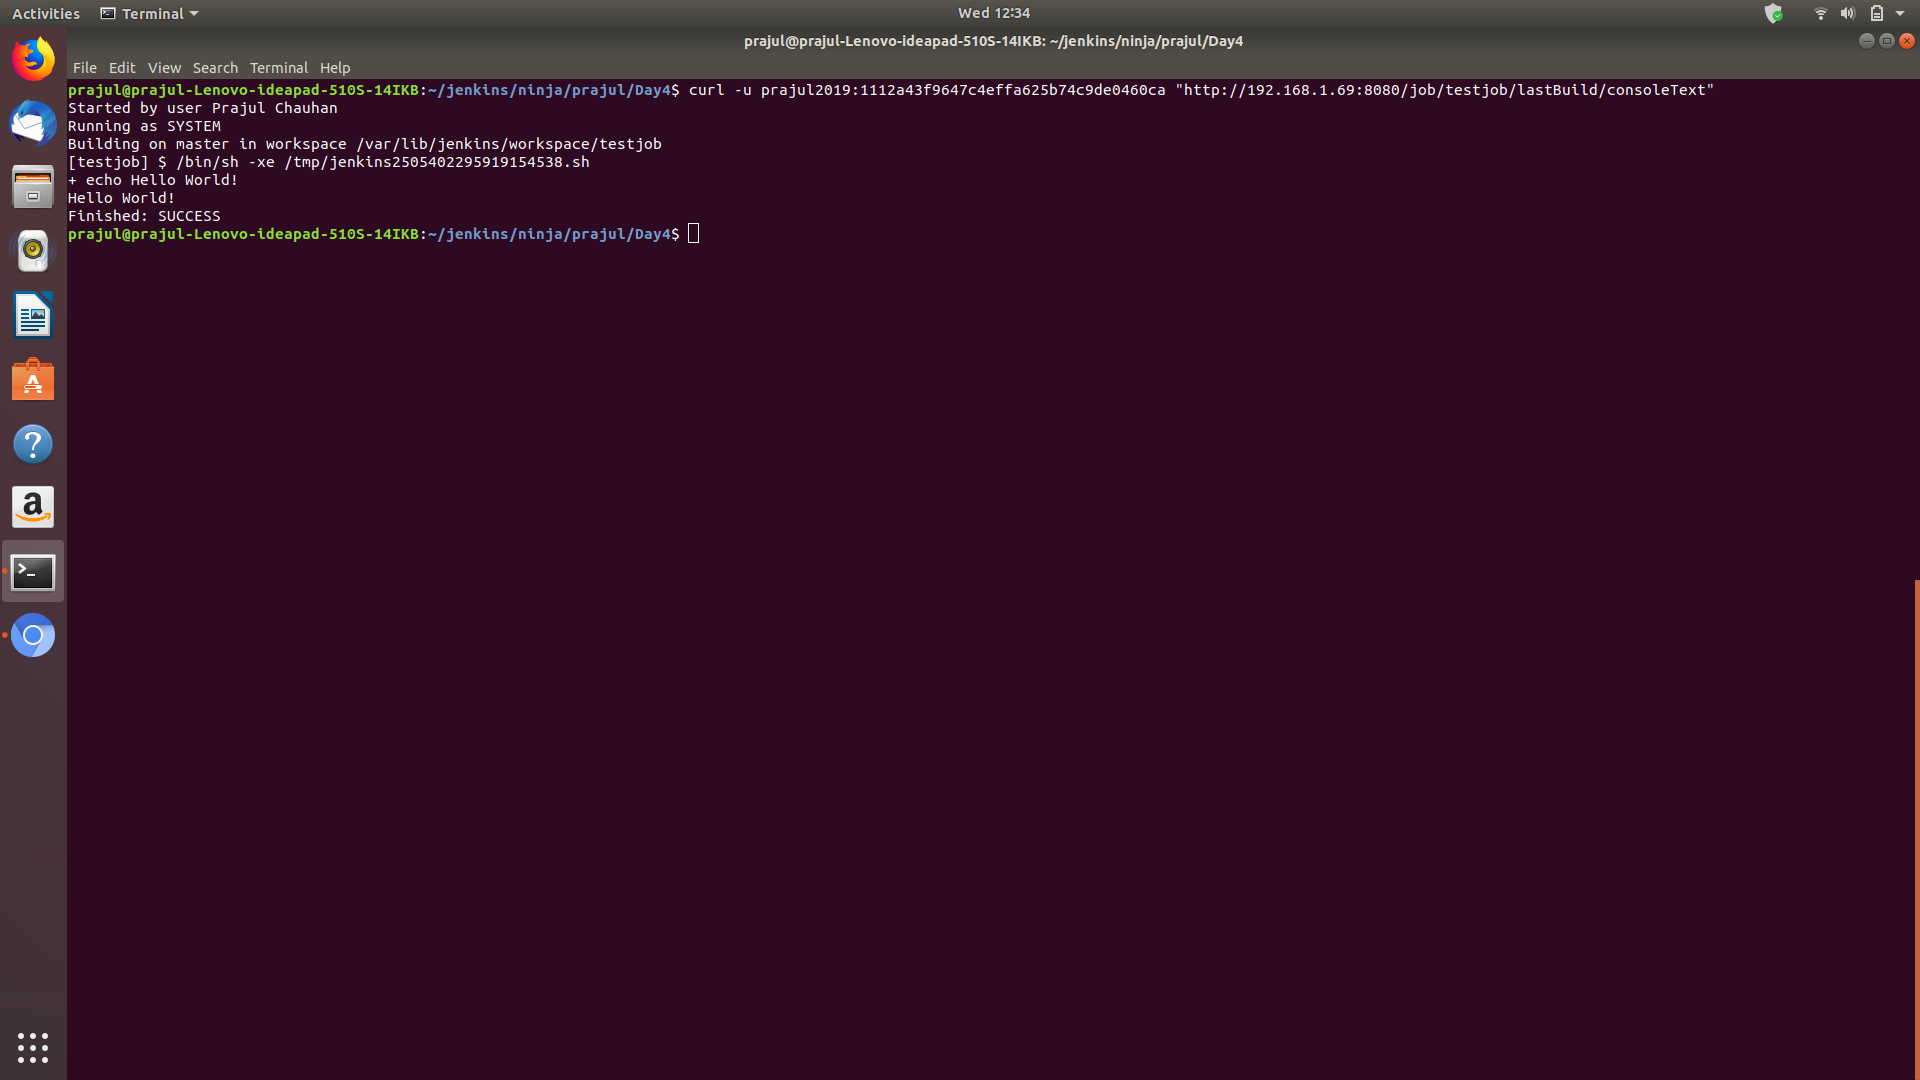 Activities Terminal Wed 12:34
prajul@prajul-Lenovo-ideapad-510S-14IKB: ~/jenkins/ninja/prajul/Day4
File Edit View Search Terminal Help
prajul@prajul-Lenovo-ideapad-510S-14IKB:~/jenkins/ninja/prajul/Day4$ curl -u prajul2019:1112a43f9647c4effa625b74c9de0460ca "http://192.168.1.69:8080/job/testjob/lastBuild/consoleText"
Started by user Prajul Chauhan
Running as SYSTEM
Building on master in workspace /var/lib/jenkins/workspace/testjob
[testjob] $ /bin/sh -xe /tmp/jenkins2505402295919154538.sh
+ echo Hello World!
Hello World!
Finished: SUCCESS
prajul@prajul-Lenovo-ideapad-510S-14IKB:~/jenkins/ninja/prajul/Day4$